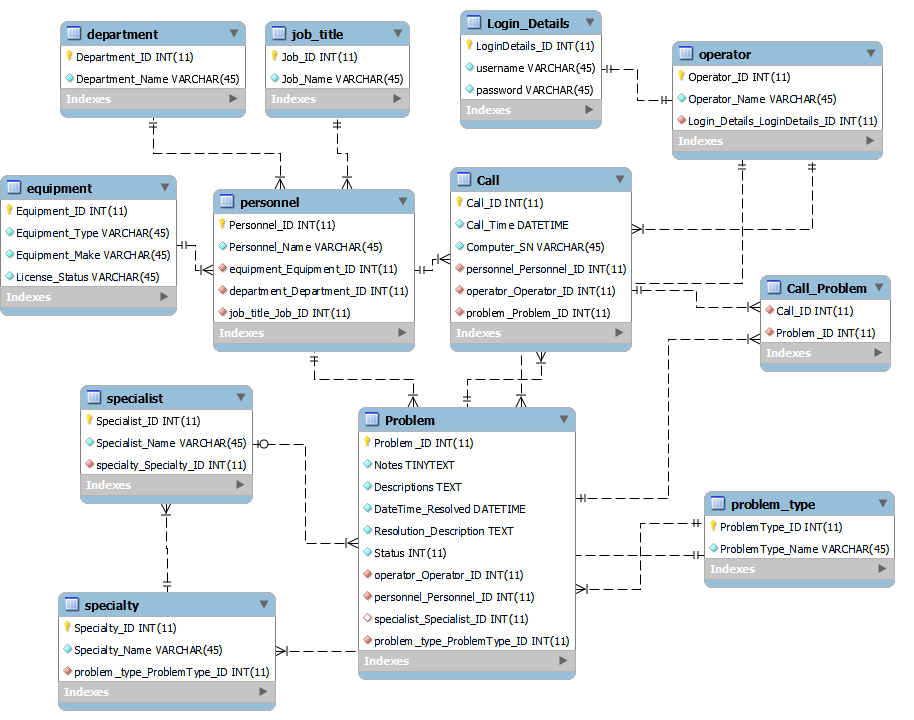 department
Department_ID INT(11)
Department_Name VARCHAR(45)
Indexes
job_title
Job_ID INT(11)
Job_Name VARCHAR(45)
Indexes
Login_Details
LoginDetails_ID INT(11)
username VARCHAR(45)
password VARCHAR(45)
Indexes
operator
Operator_ID INT(11)
Operator_Name VARCHAR(45)
Login_Details_LoginDetails_ID INT(11)
Indexes
equipment
Equipment_ID INT(11)
Equipment_Type VARCHAR(45)
Equipment_Make VARCHAR(45)
License_Status VARCHAR(45)
Indexes
personnel
Personnel_ID INT(11)
Personnel_Name VARCHAR(45)
equipment_Equipment_ID INT(11)
department_Department_ID INT(11)
job_title_Job_ID INT(11)
Indexes
Call
Call_ID INT(11)
Call_Time DATETIME
Computer_SN VARCHAR(45)
personnel_Personnel_ID INT(11)
operator_Operator_ID INT(11)
problem_Problem_ID INT(11)
Indexes
Call_Problem
Call_ID INT(11)
Problem_ID INT(11)
Indexes
specialist
Specialist_ID INT(11)
Specialist_Name VARCHAR(45)
specialty_Specialty_ID INT(11)
Indexes
Problem
Problem_ID INT(11)
Notes TINYTEXT
Descriptions TEXT
DateTime_Resolved DATETIME
Resolution_Description TEXT
Status INT(11)
operator_Operator_ID INT(11)
personnel_Personnel_ID INT(11)
specialist_Specialist_ID INT(11)
problem_type_ProblemType_ID INT(11)
Indexes
problem_type
ProblemType_ID INT(11)
ProblemType_Name VARCHAR(45)
Indexes
specialty
Specialty_ID INT(11)
Specialty_Name VARCHAR(45)
problem_type_ProblemType_ID INT(11)
Indexes